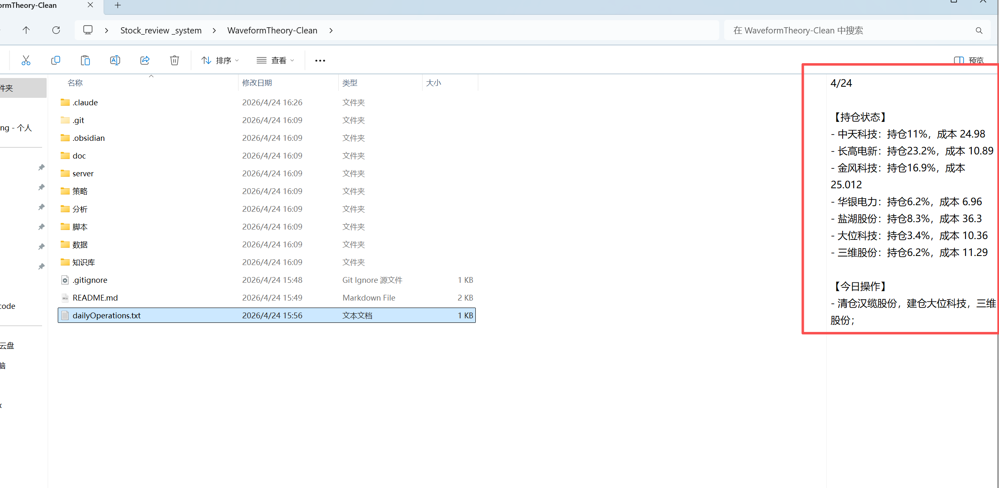 ormTheory-Clean
Stock_review _system > WaveformTheory-Clean >
在 WaveformTheory-Clean 中搜索
排序
查看
预览
件夹
ng - 个人
code
云盘
脑
x
名称 修改日期 类型 大小
.claude 2026/4/24 16:26 文件夹
.git 2026/4/24 16:09 文件夹
.obsidian 2026/4/24 16:09 文件夹
doc 2026/4/24 16:09 文件夹
server 2026/4/24 16:09 文件夹
策略 2026/4/24 16:09 文件夹
分析 2026/4/24 16:09 文件夹
脚本 2026/4/24 16:09 文件夹
数据 2026/4/24 16:09 文件夹
知识库 2026/4/24 16:09 文件夹
.gitignore 2026/4/24 15:48 Git Ignore 源文件 1 KB
README.md 2026/4/24 15:49 Markdown File 2 KB
dailyOperations.txt 2026/4/24 15:56 文本文档 1 KB
4/24
【持仓状态】
- 中天科技：持仓11%，成本 24.98
- 长高电新：持仓23.2%，成本 10.89
- 金风科技：持仓16.9%，成本
25.012
- 华银电力：持仓6.2%，成本 6.96
- 盐湖股份：持仓8.3%，成本 36.3
- 大位科技：持仓3.4%，成本 10.36
- 三维股份：持仓6.2%，成本 11.29
【今日操作】
- 清仓汉缆股份，建仓大位科技，三维
股份；